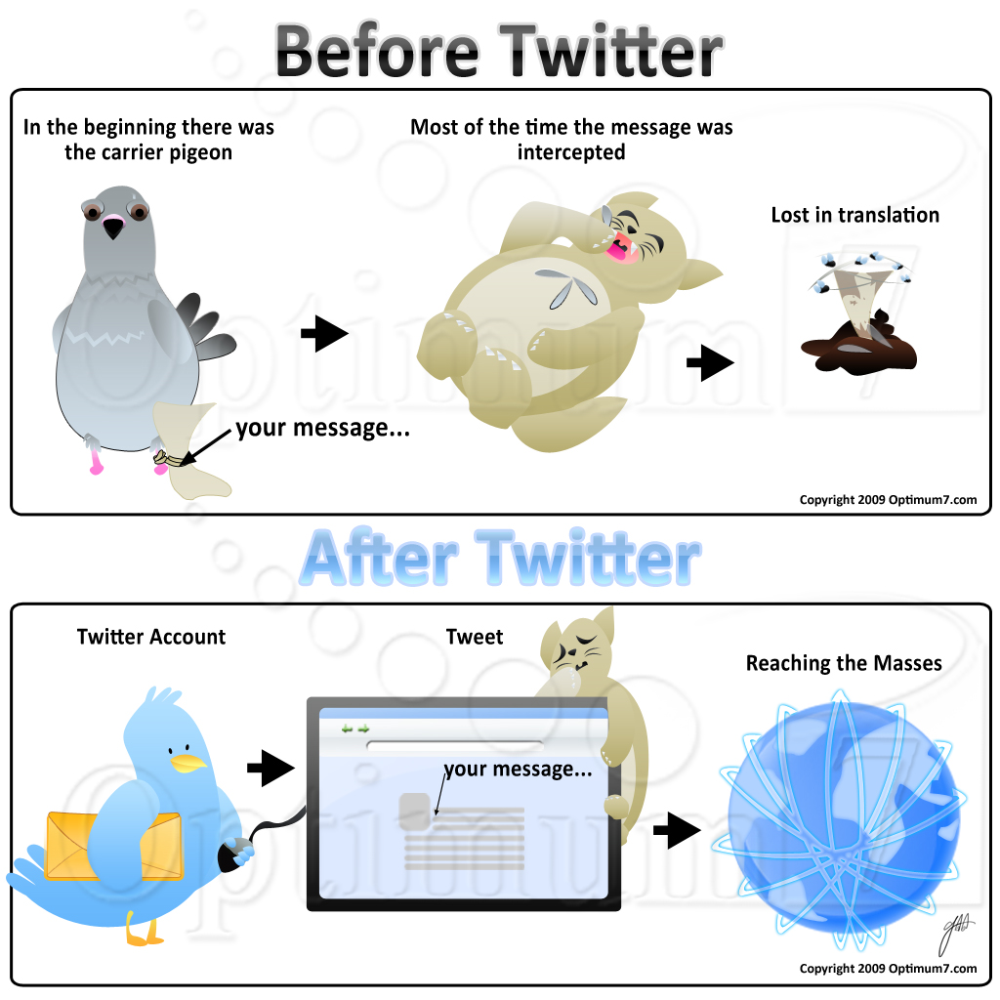 Before Twitter
In the beginning there was
the carrier pigeon
Most of the time the message was
intercepted
Lost in translation
your message...
Copyright 2009 Optimum7.com
After Twitter
Twitter Account
Tweet
Reaching the Masses
your message...
Copyright 2009 Optimum7.com
Optimum7
Optimum7